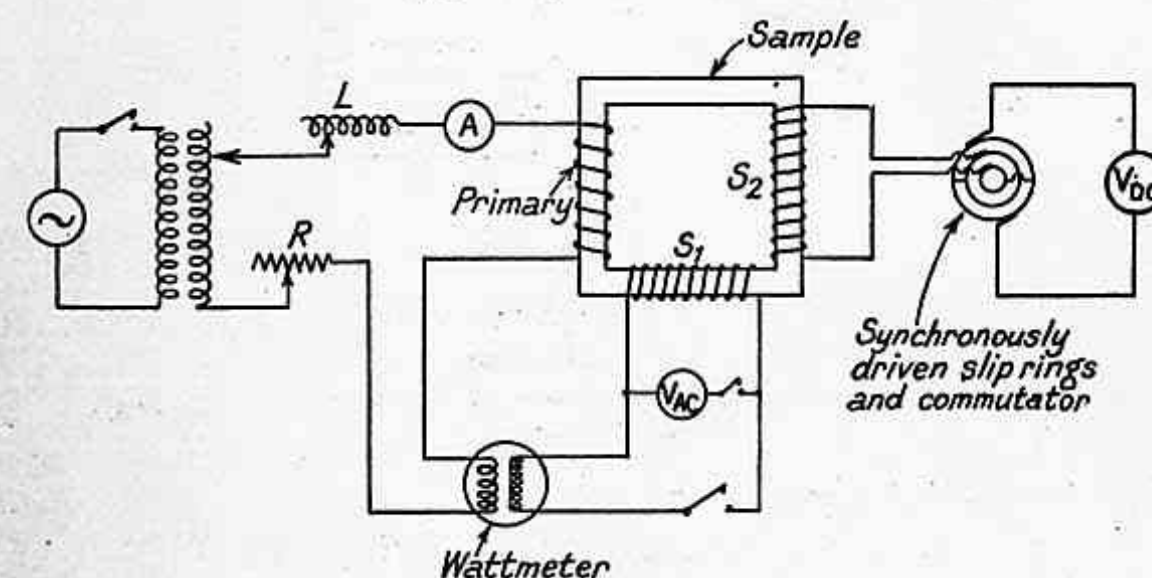 Sample
L
A
Primary
S2
R
S1
VDC
Synchronously
driven slip rings
and commutator
VAC
Wattmeter